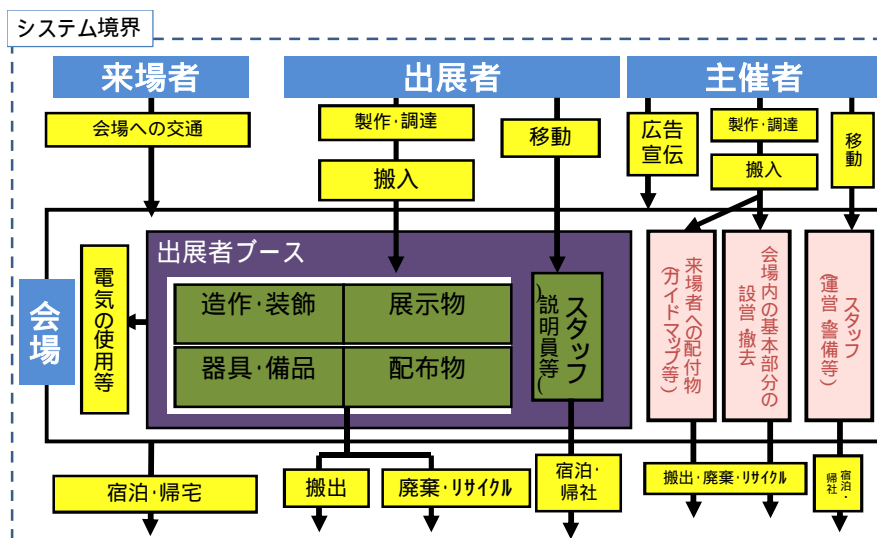 システム境界
来場者
出展者
主催者
会場への交通
製作・調達
搬入
移動
広告
宣伝
製作・調達
搬入
移動
会場
電気の使用等
出展者ブース
造作・装飾
展示物
器具・備品
配布物
スタッフ
(説明員等)
来場者への配付物
(ガイドマップ等)
会場内の基本部分の
設営・撤去
スタッフ
(運営・警備等)
宿泊・帰宅
搬出
廃棄・リサイクル
宿泊・
帰社
搬出・廃棄・リサイクル
宿泊・
帰社